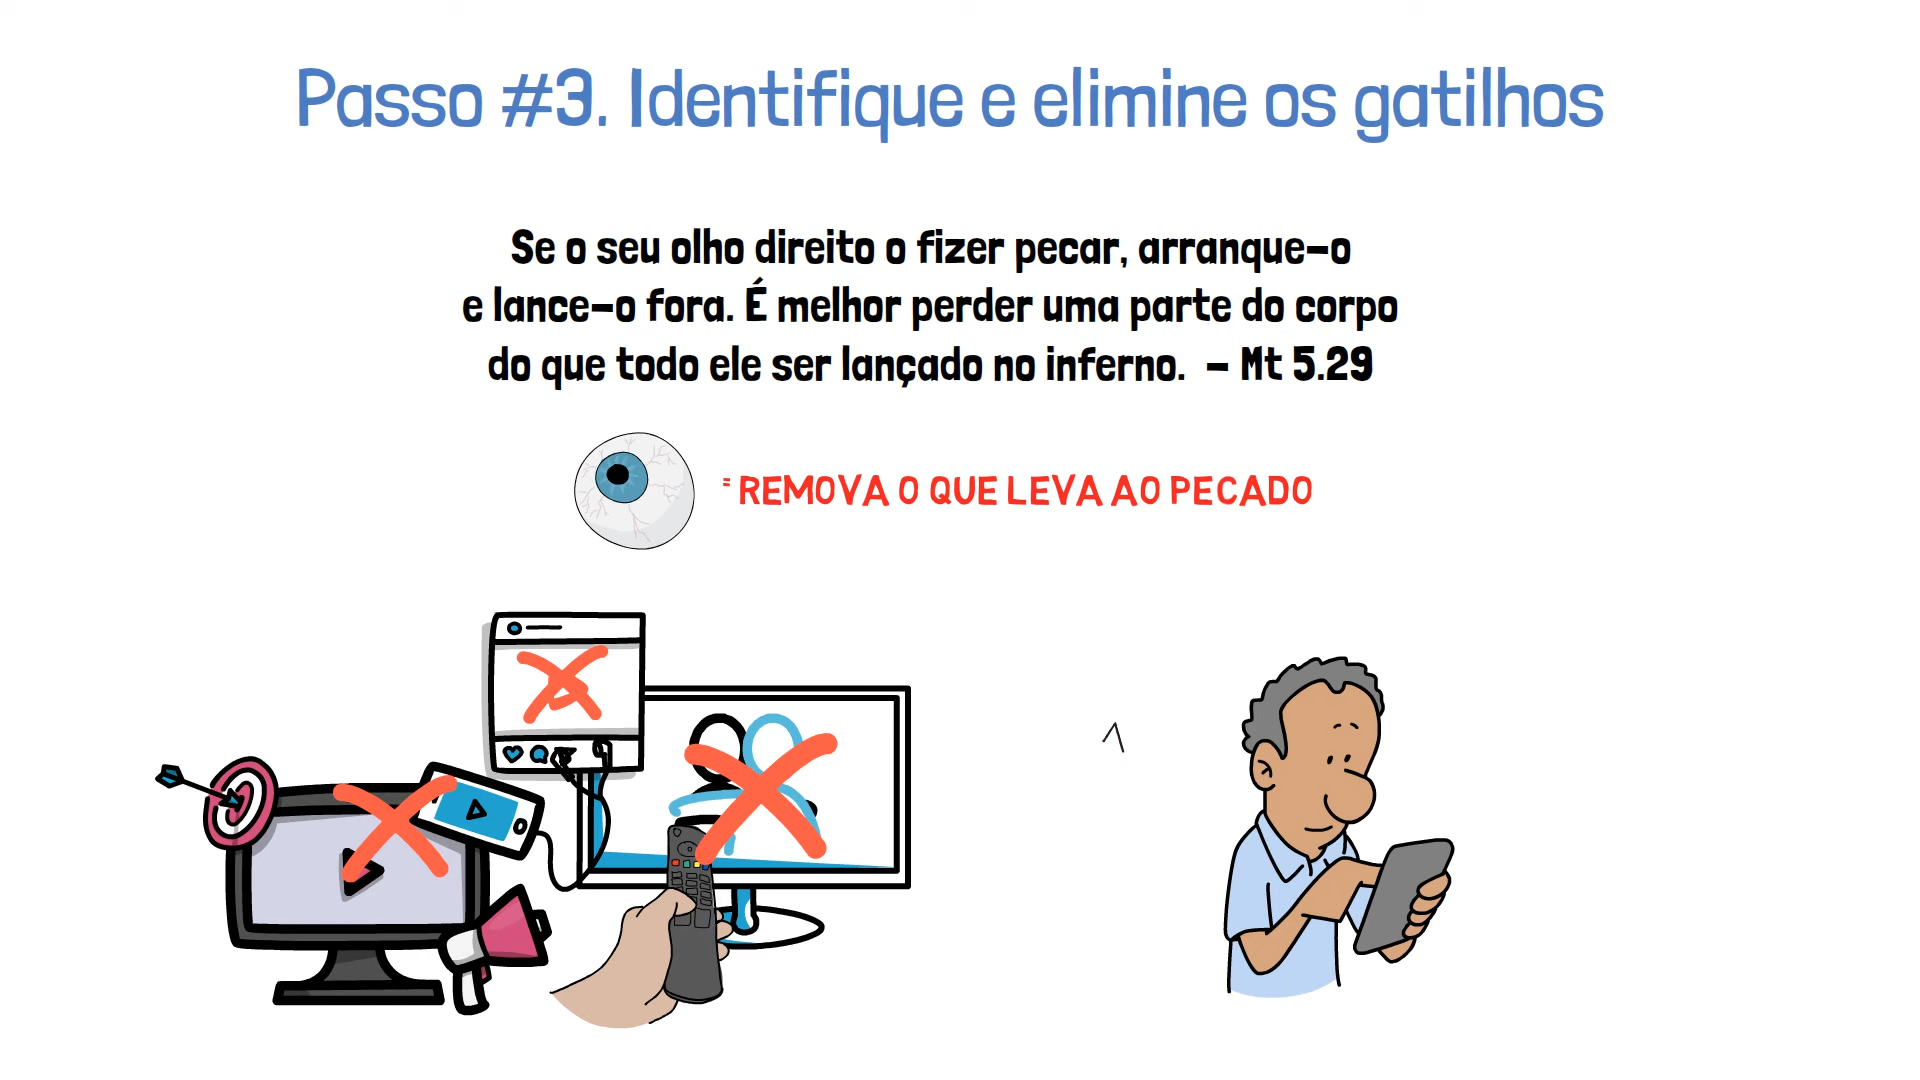 Passo #3. Identifique e elimine os gatilhos
Se o seu olho direito o fizer pecar, arranque-o
e lance-o fora. É melhor perder uma parte do corpo
do que todo ele ser lançado no inferno. - Mt 5.29
= REMOVA O QUE LEVA AO PECADO